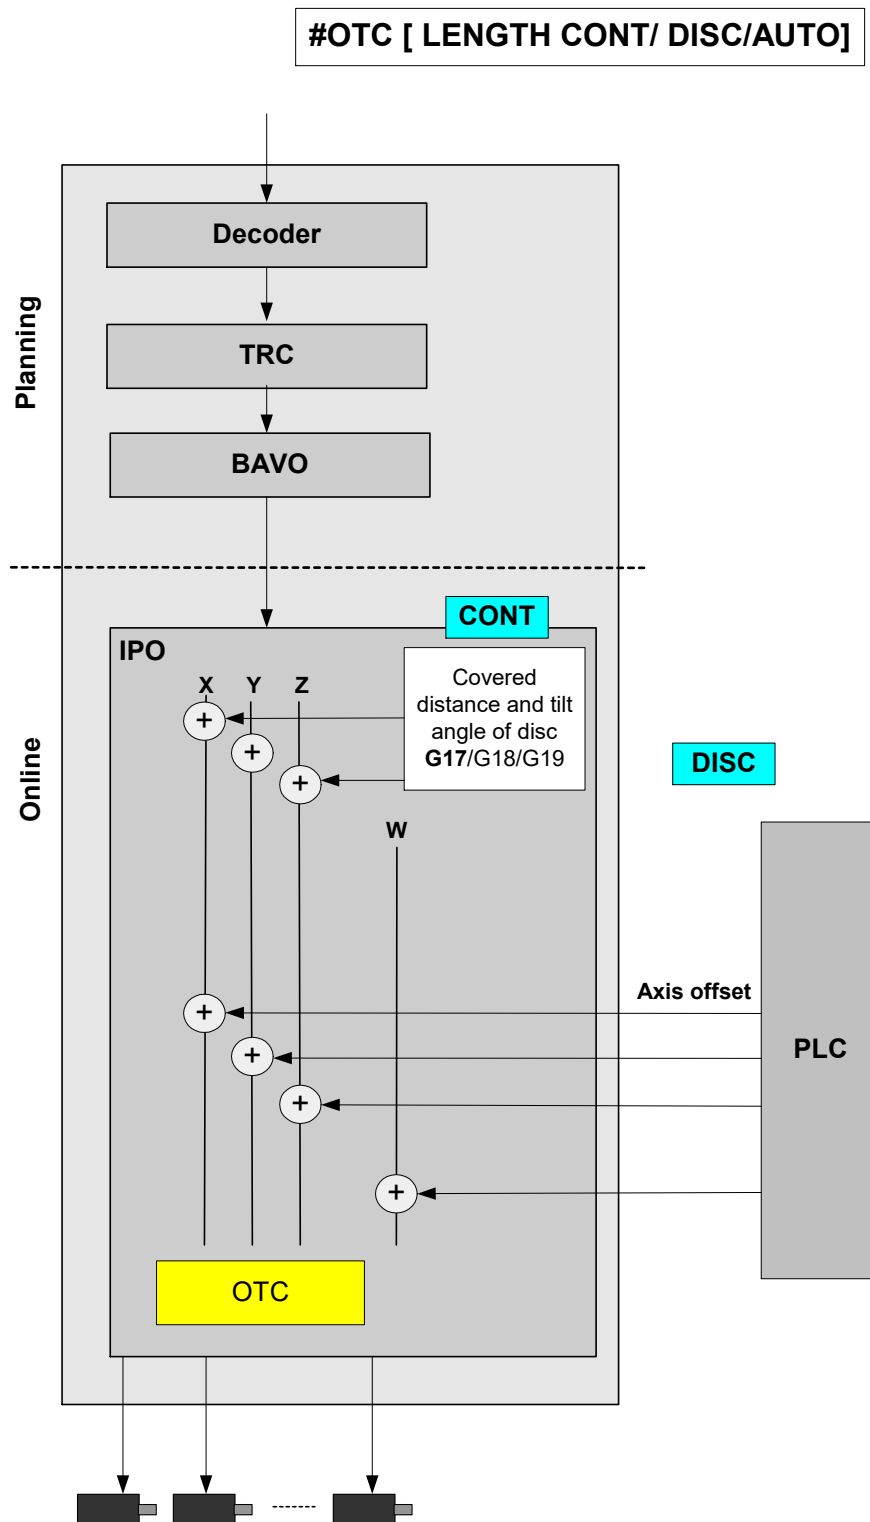 #OTC [ LENGTH CONT/ DISC/AUTO]
Planning
Decoder
TRC
BAVO
Online
CONT
IPO
X Y Z
Covered
distance and tilt
angle of disc
G17/G18/G19
+
+
+
DISC
W
Axis offset
+
+
+
+
PLC
OTC